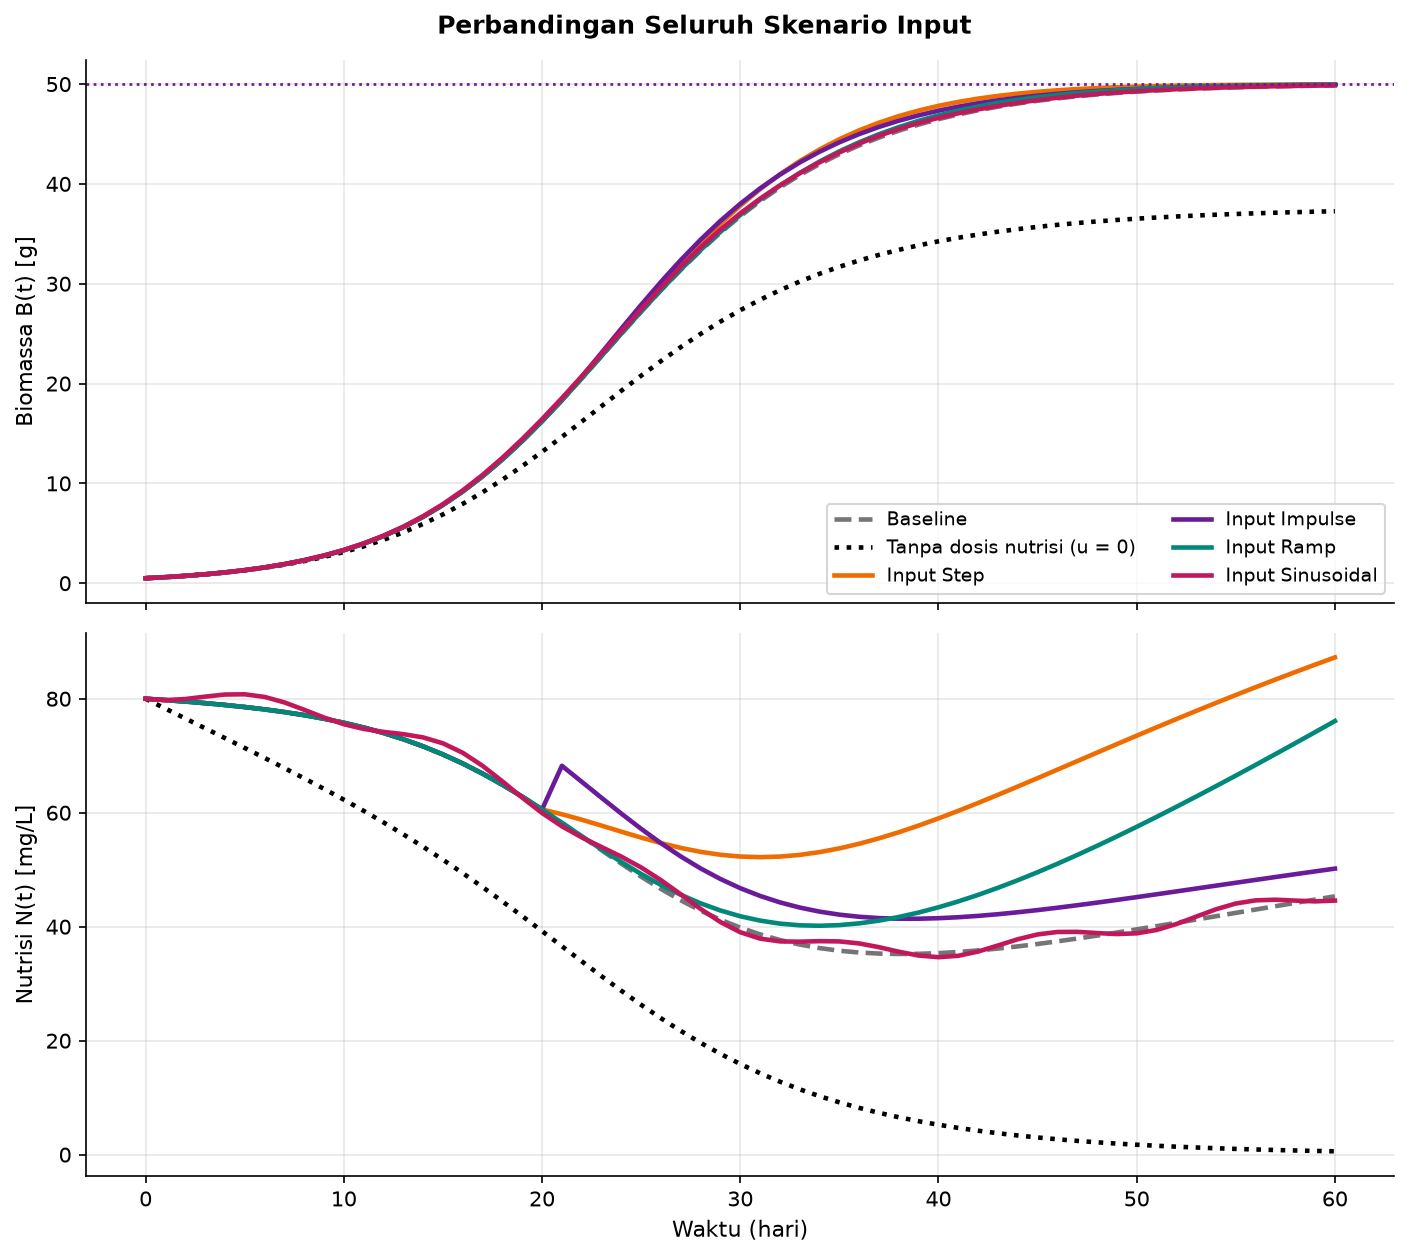 Perbandingan Seluruh Skenario Input
Biomassa B(t) [g]
50
40
30
20
10
0
Baseline
Tanpa dosis nutrisi (u = 0)
Input Step
Input Impulse
Input Ramp
Input Sinusoidal
Nutrisi N(t) [mg/L]
80
60
40
20
0
0 10 20 30 40 50 60
Waktu (hari)